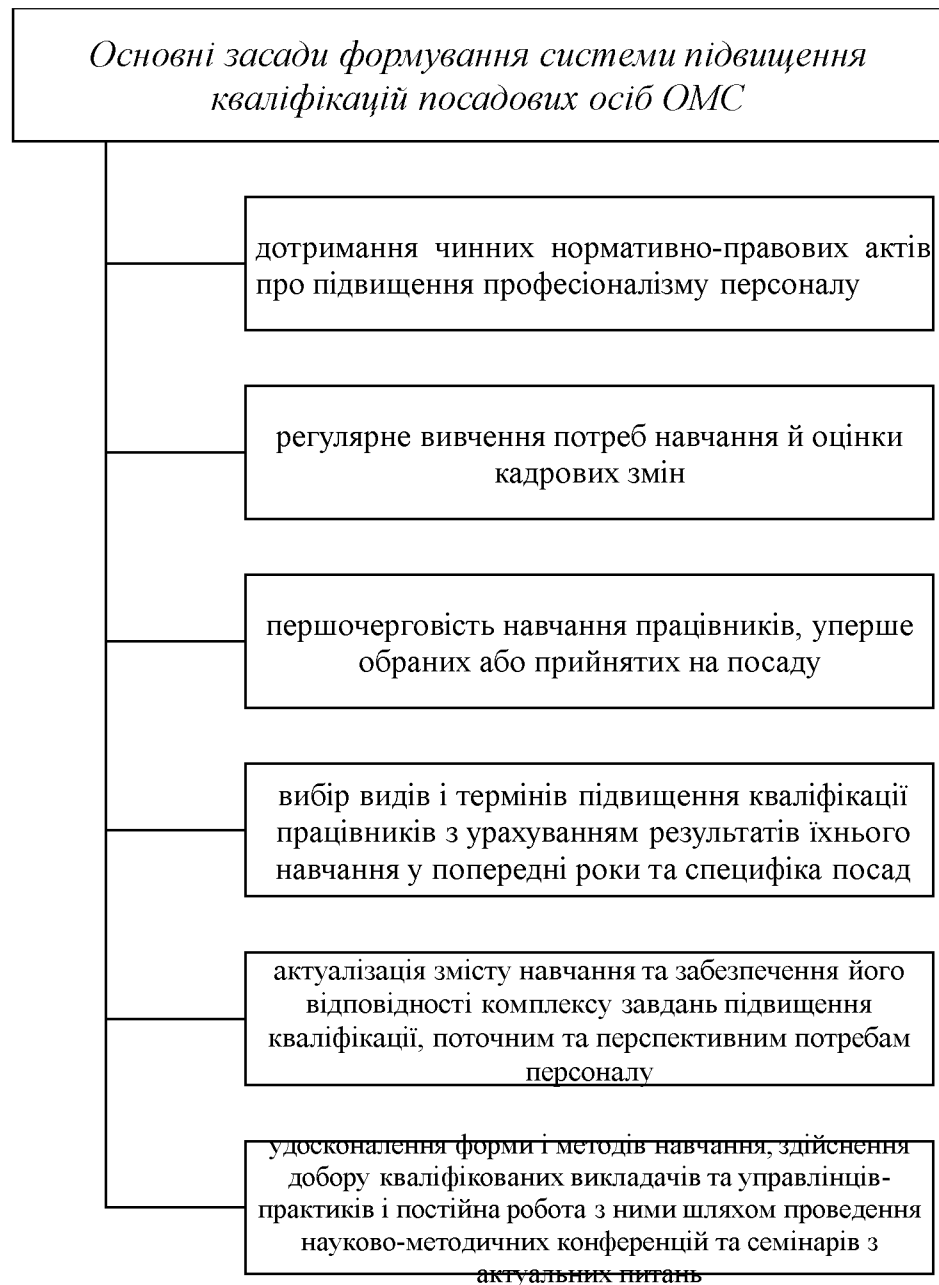 Основні засади формування системи підвищення
кваліфікацій посадових осіб ОМС
дотримання чинних нормативно-правових актів
про підвищення професіоналізму персоналу
регулярне вивчення потреб навчання й оцінки
кадрових змін
першочерговість навчання працівників, уперше
обраних або прийнятих на посаду
вибір видів і термінів підвищення кваліфікації
працівників з урахуванням результатів їхнього
навчання у попередні роки та специфіка посад
актуалізація змісту навчання та забезпечення його
відповідності комплексу завдань підвищення
кваліфікації, поточним та перспективним потребам
персоналу
удосконалення форми і методів навчання, здійснення
добору кваліфікованих викладачів та управлінців-
практиків і постійна робота з ними шляхом проведення
науково-методичних конференцій та семінарів з
актуальних питань